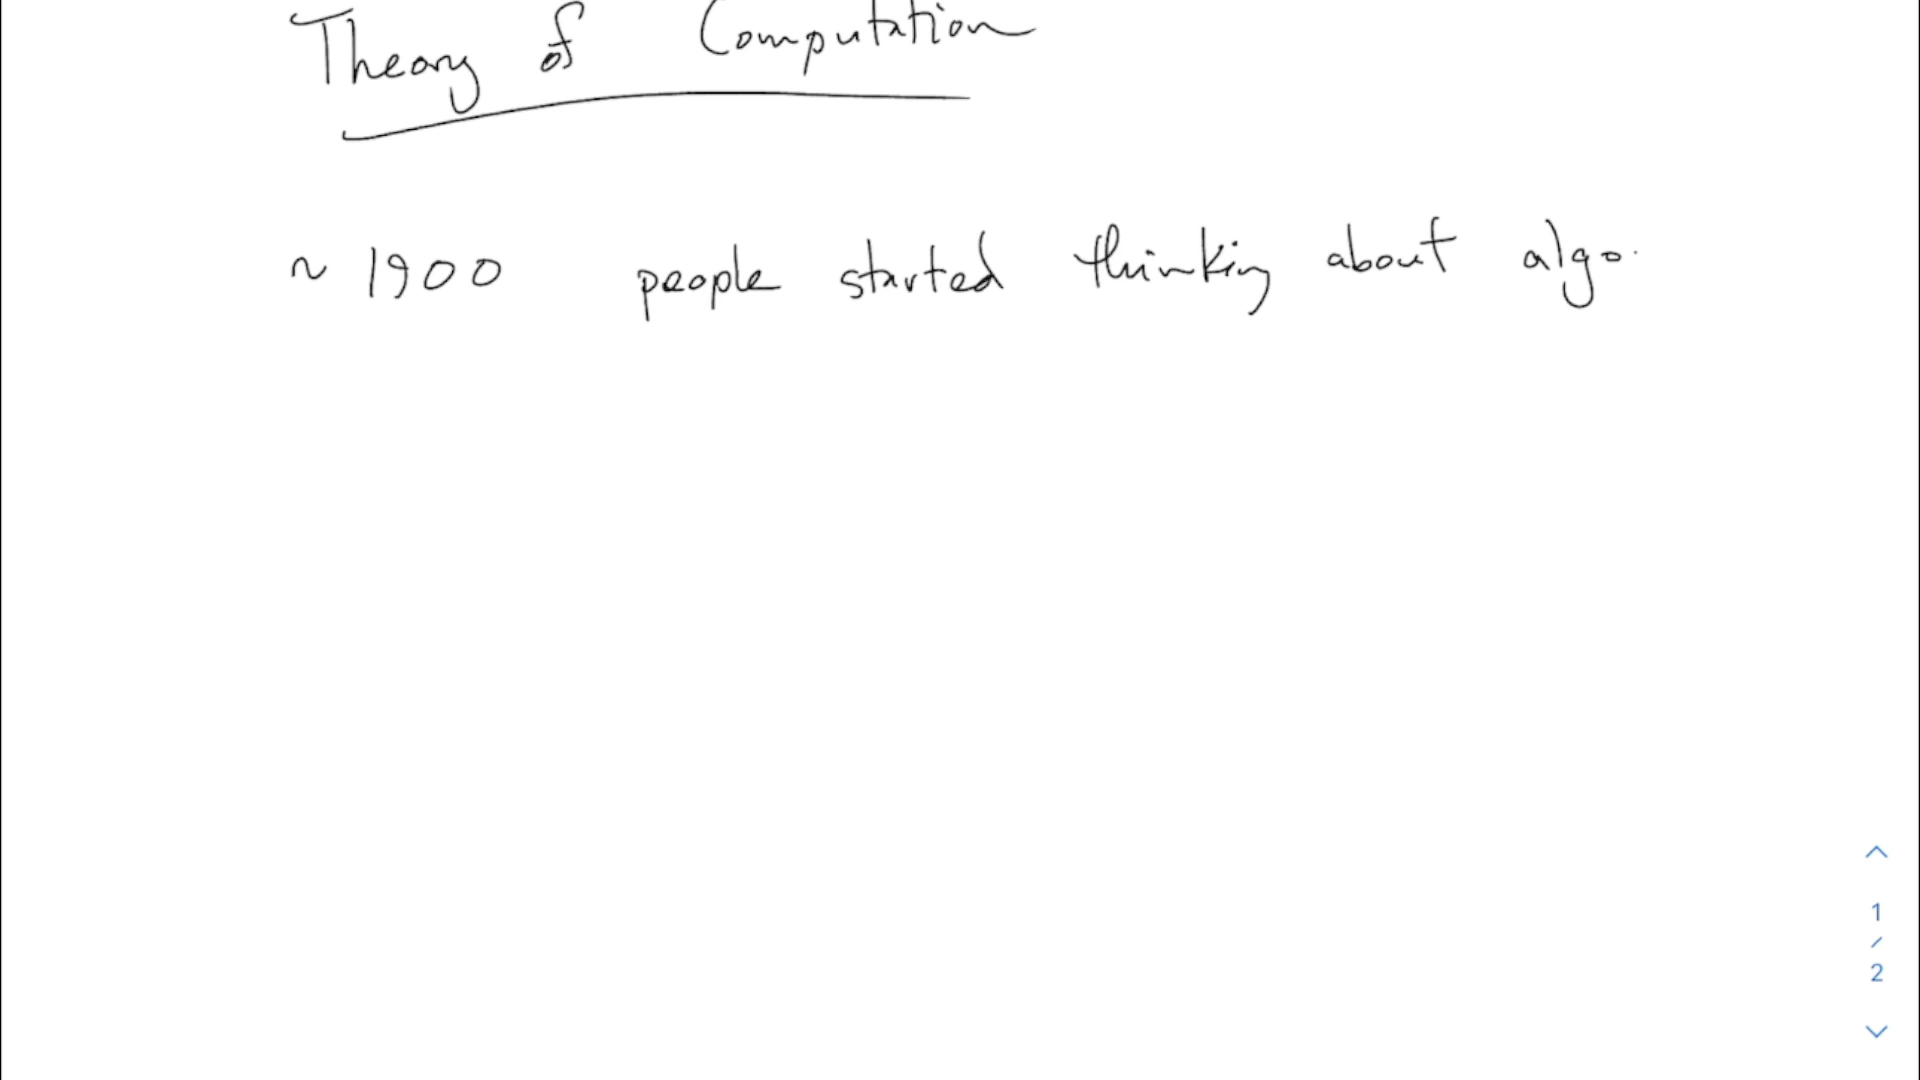 Theory of Computation
~ 1900 people started thinking about algo.
1
/
2